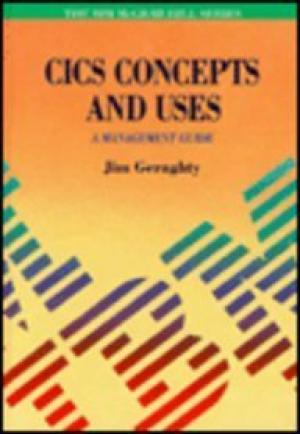 THE IBM McGRAW-HILL SERIES
CICS CONCEPTS
AND USES
A MANAGEMENT GUIDE
Jim Geraghty